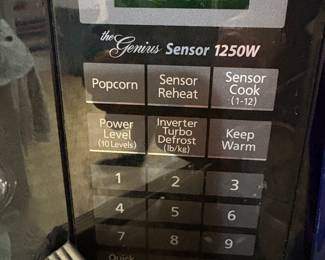 the Genius Sensor 1250W
Popcorn
Sensor
Reheat
Sensor
Cook
(1-12)
Power
Level
(10 Levels)
Inverter
Turbo
Defrost
(lb/kg)
Keep
Warm
1 2 3
4 5 6
7 8 9
Quick